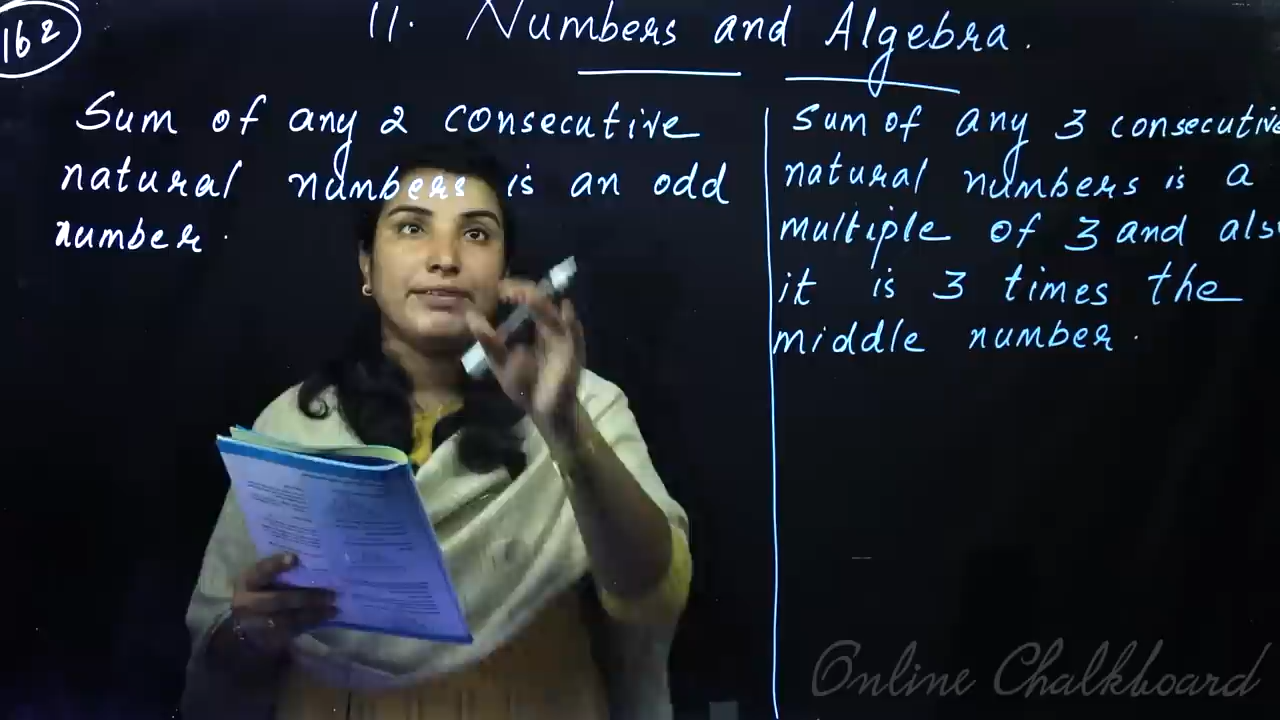 162
11. Numbers and Algebra.
Sum of any 2 consecutive
natural numbers is an odd
number.
Sum of any 3 consecutive
natural numbers is a
multiple of 3 and als
it is 3 times the
middle number.
Online Chalkboard